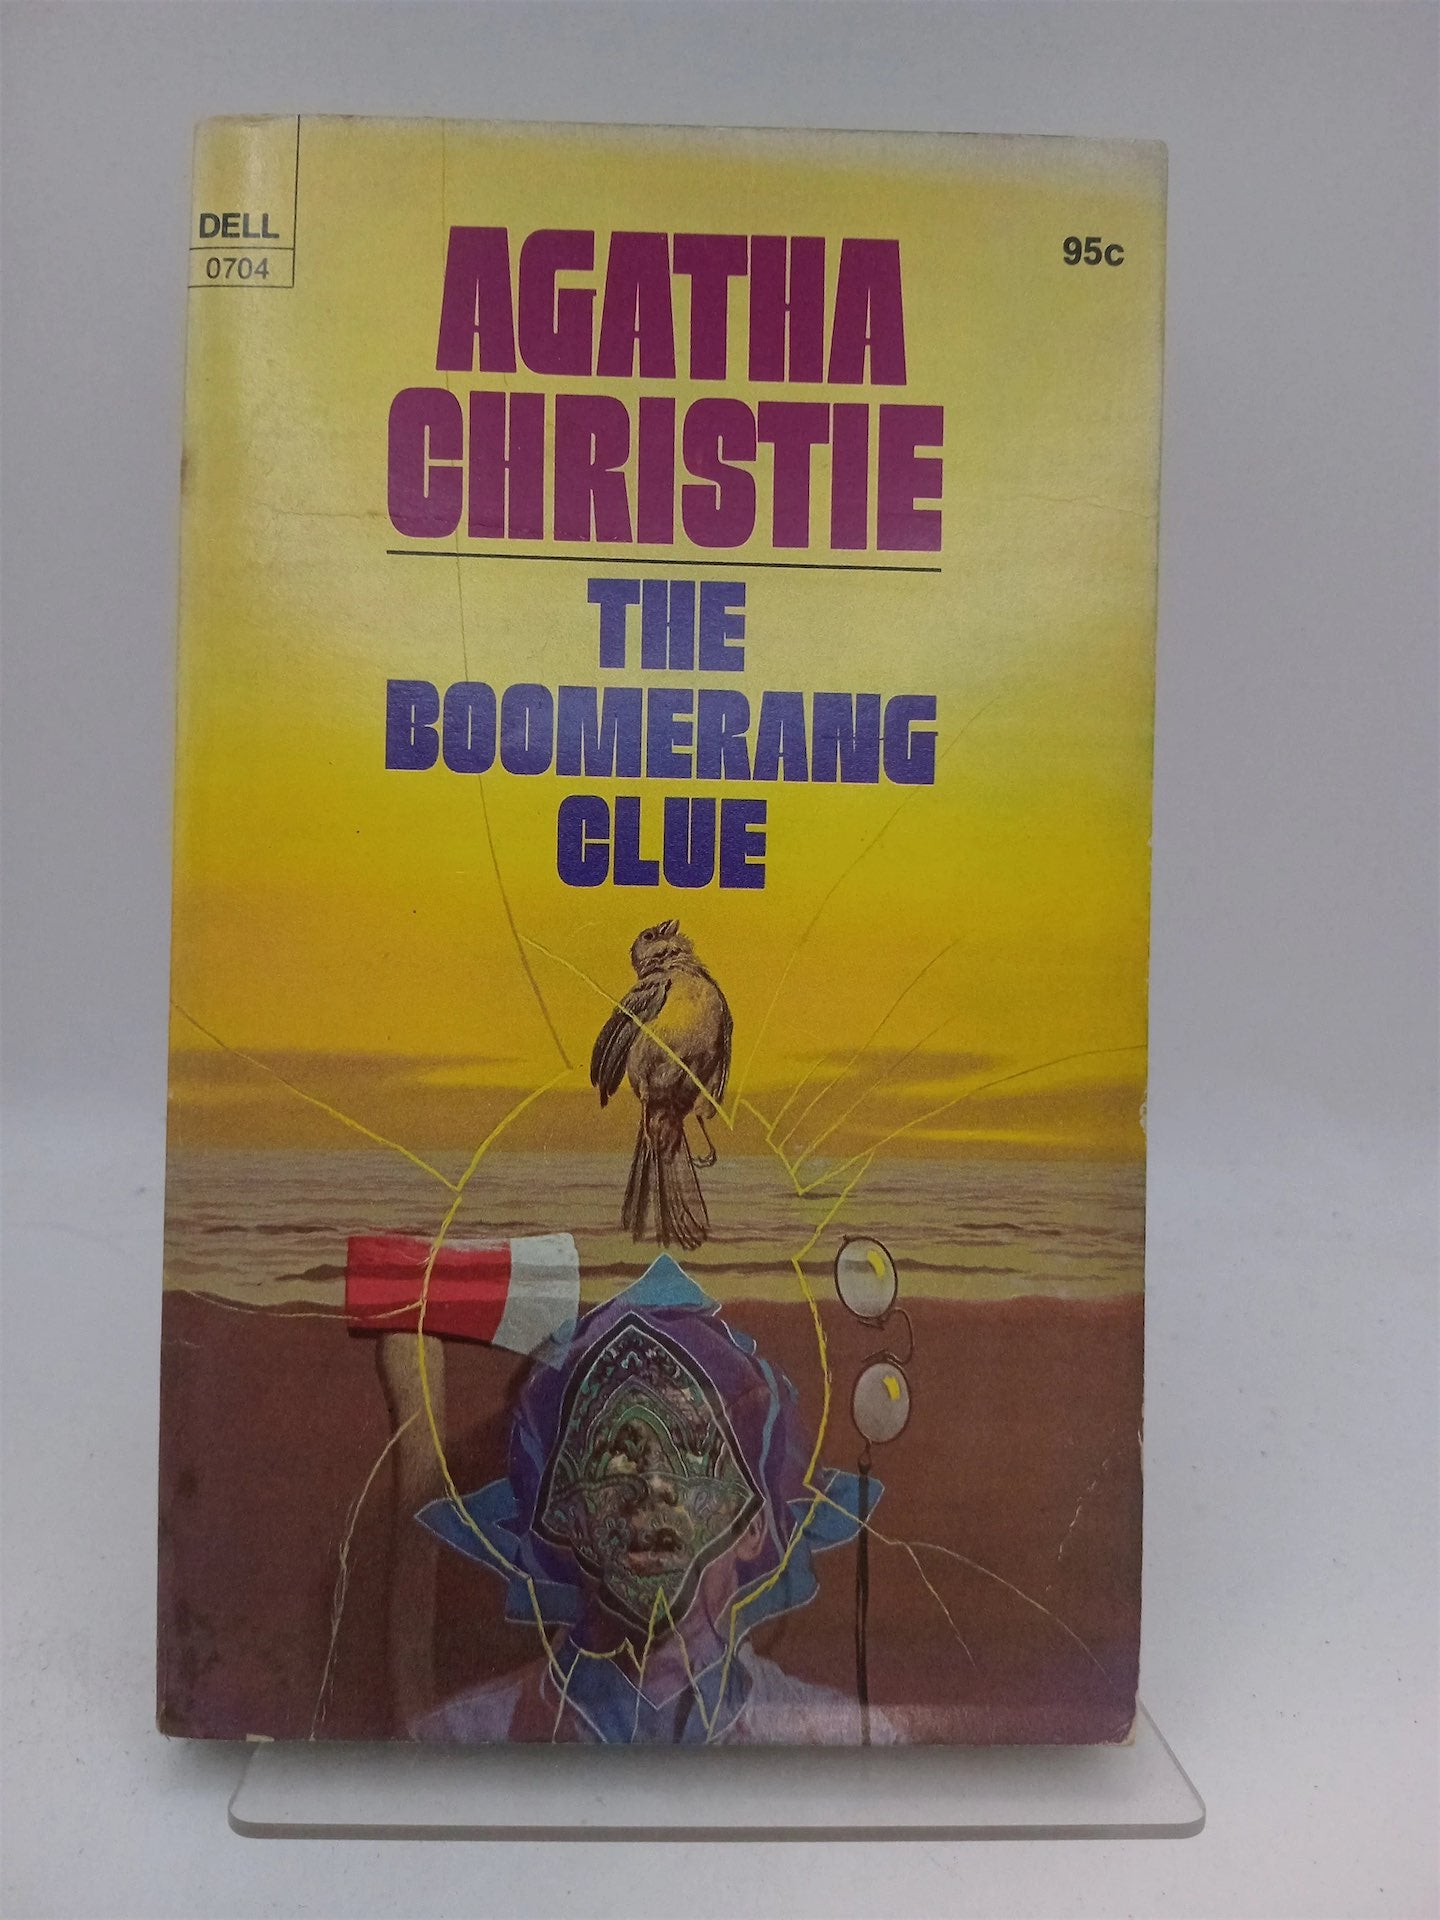 DELL
0704
95c
AGATHA
CHRISTIE
THE
BOOMERANG
CLUE